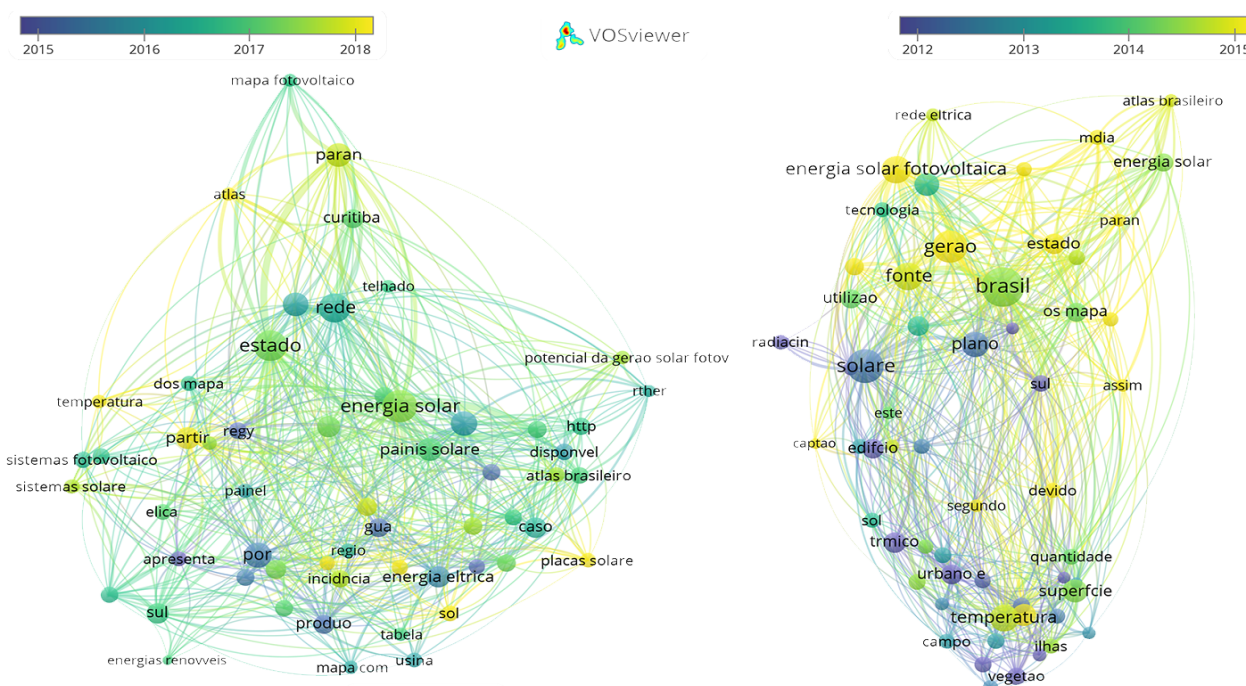 2015 2016 2017 2018
VOSviewer
2012 2013 2014 2015
mapa fotovoltaico
paran
atlas
curitiba
telhado
rede
estado
potencial da gerao solar fotov
dos mapa
rther
temperatura
energia solar
regy
partir
http
painis solare
disponvel
sistemas fotovoltaico
atlas brasileiro
sistemas solare
painel
elica
gua
caso
regio
por
apresenta
placas solare
incidncia
energia eltrica
sul
sol
produo
tabela
energias renovveis
mapa com
usina
atlas brasileiro
rede eltrica
mdia
energia solar
energia solar fotovoltaica
tecnologia
paran
gerao
estado
fonte
brasil
utilizao
os mapa
radiacin
plano
solare
sul
assim
este
captao
edifcio
devido
segundo
sol
trmico
quantidade
urbano e
superfcie
temperatura
campo
ilhas
vegetao